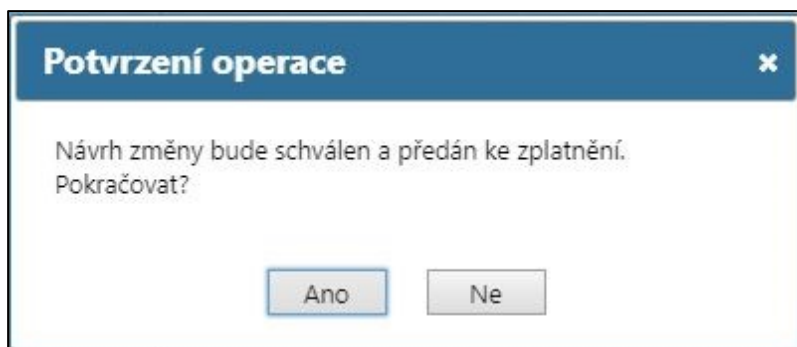 Potvrzení operace
Návrh změny bude schválen a předán ke zplatnění.
Pokračovat?
Ano Ne